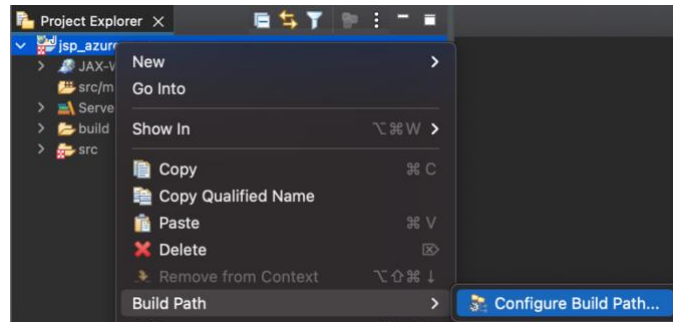 Project Explorer ×
jsp_azure
JAX-W
New
src/m
Go Into
Serve
build
Show In ⌥⌘W
src
Copy ⌘ C
Copy Qualified Name
Paste ⌘ V
Delete ⌦
Remove from Context ⌥⇧⌘↓
Build Path
Configure Build Path...